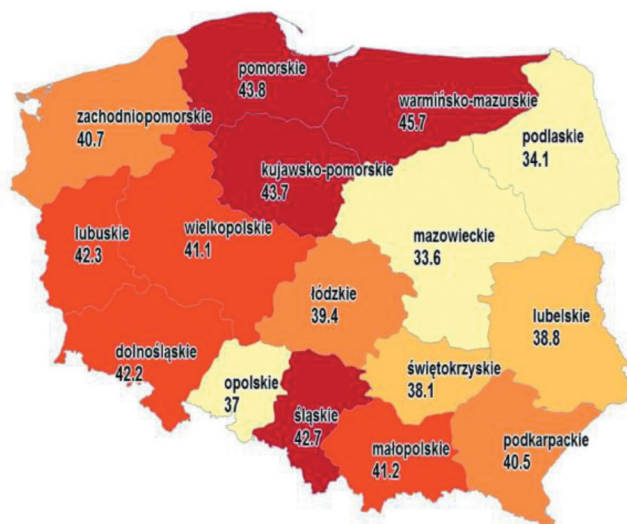 pomorskie
43.8
warmińsko-mazurskie
45.7
zachodniopomorskie
40.7
podlaskie
34.1
kujawsko-pomorskie
43.7
lubuskie
42.3
wielkopolskie
41.1
mazowieckie
33.6
łódzkie
39.4
lubelskie
38.8
dolnośląskie
42.2
opolskie
37
świętokrzyskie
38.1
śląskie
42.7
małopolskie
41.2
podkarpackie
40.5